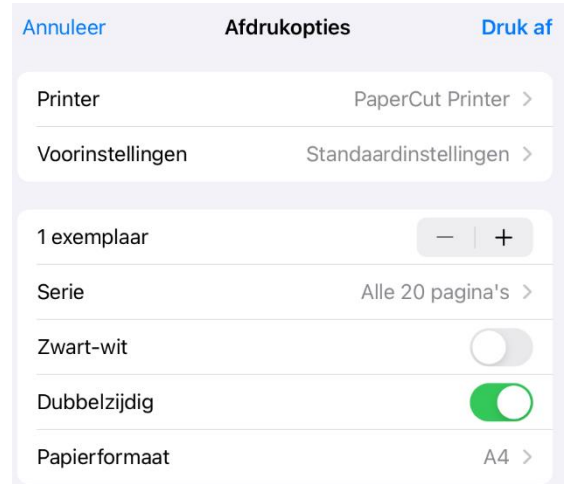 Annuleer Afdrukopties Druk af
Printer PaperCut Printer
Voorinstellingen Standaardinstellingen
1 exemplaar
Serie Alle 20 pagina's
Zwart-wit
Dubbelzijdig
Papierformaat A4